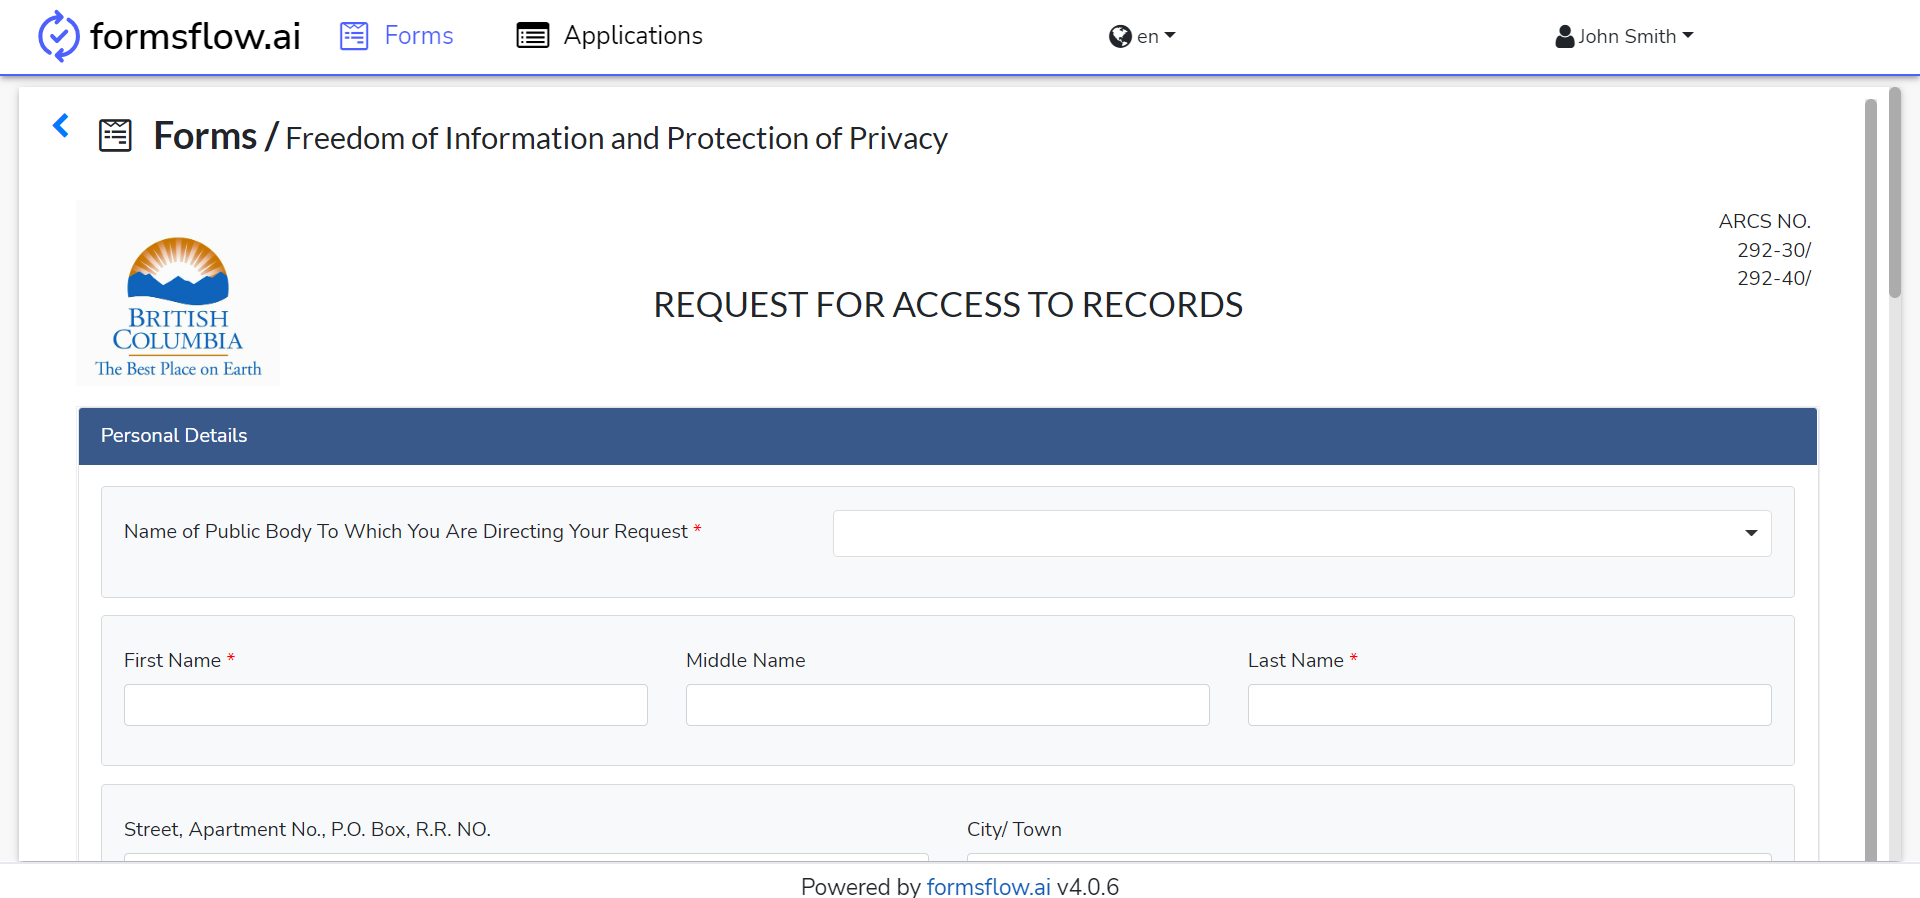 formsflow.ai Forms Applications en John Smith
Forms / Freedom of Information and Protection of Privacy
ARCS NO.
292-30/
292-40/
BRITISH
COLUMBIA
The Best Place on Earth
REQUEST FOR ACCESS TO RECORDS
Personal Details
Name of Public Body To Which You Are Directing Your Request *
First Name * Middle Name Last Name *
Street, Apartment No., P.O. Box, R.R. NO. City/ Town
Powered by formsflow.ai v4.0.6